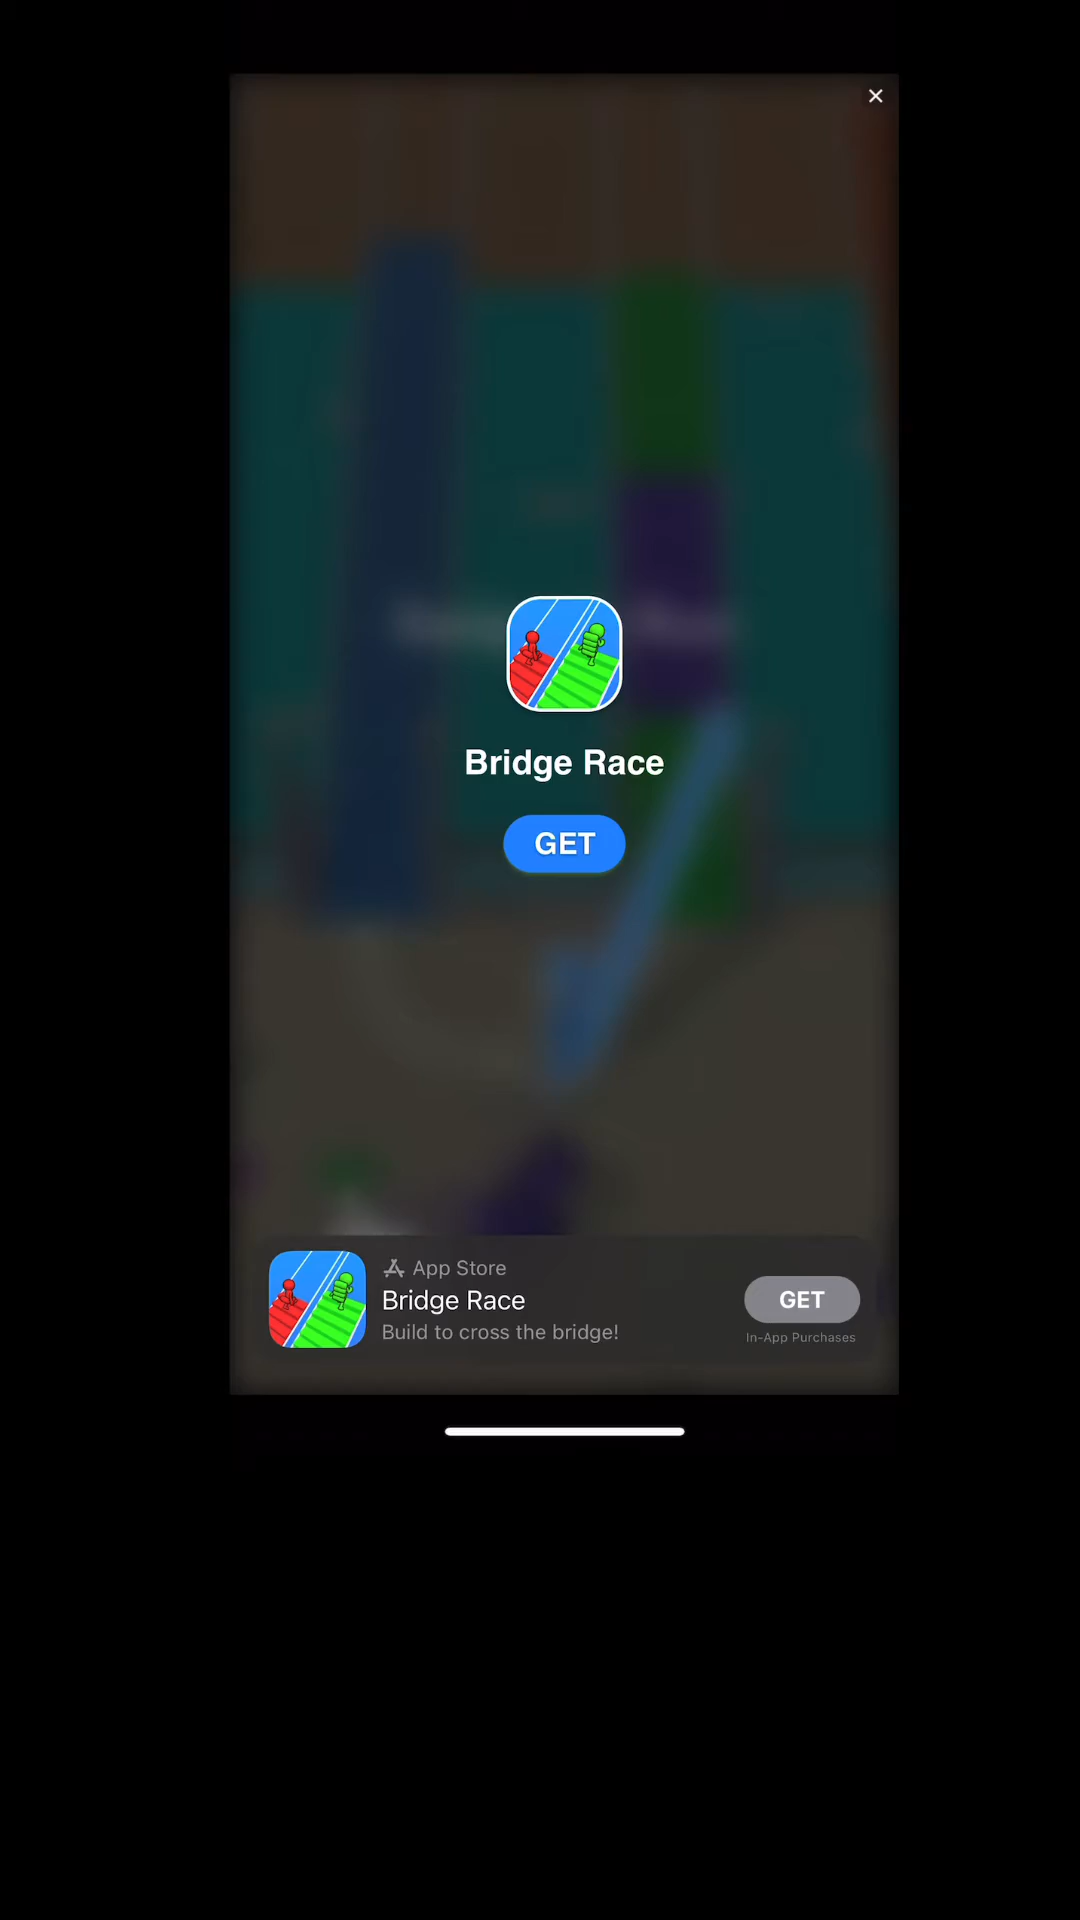 Bridge Race
GET
App Store
Bridge Race
Build to cross the bridge!
GET
In-App Purchases